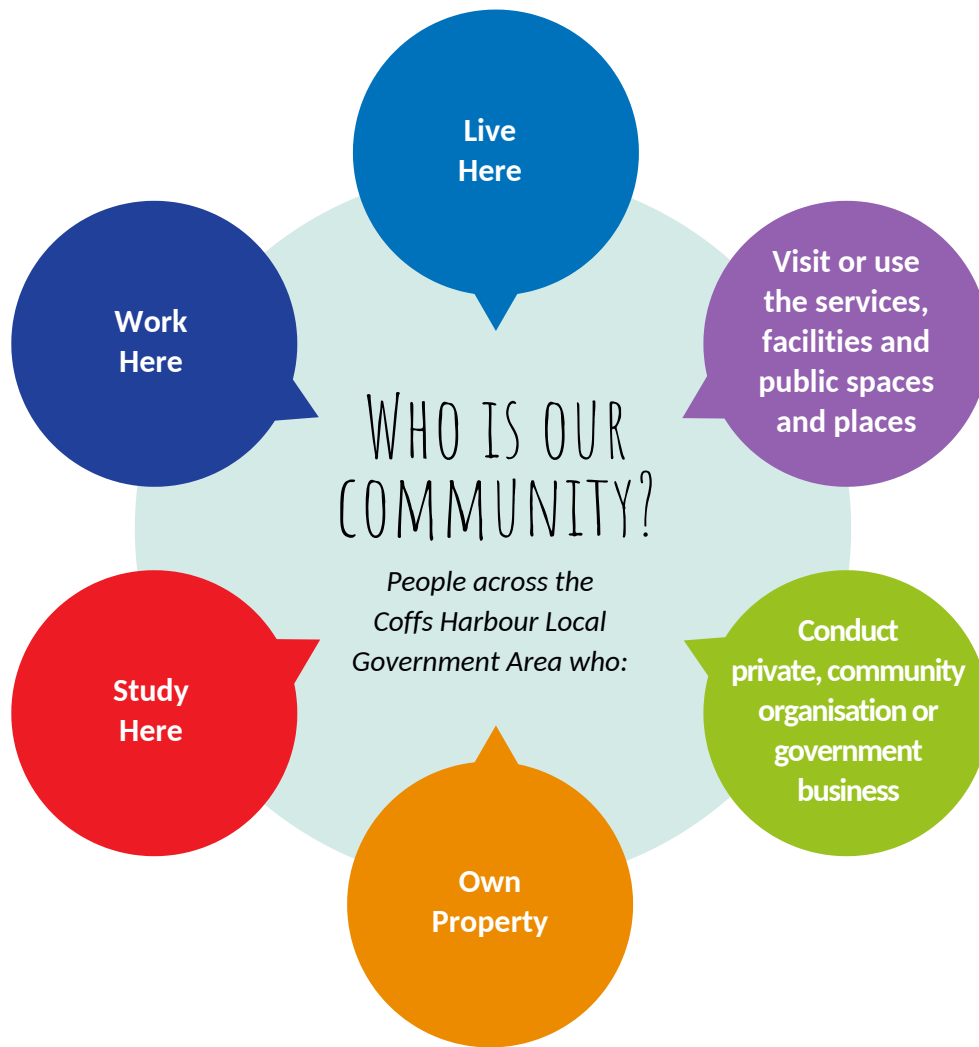 Live
Here
Visit or use
the services,
facilities and
public spaces
and places
Work
Here
WHO IS OUR
COMMUNITY?
People across the
Coffs Harbour Local
Government Area who:
Conduct
private, community
organisation or
government
business
Study
Here
Own
Property